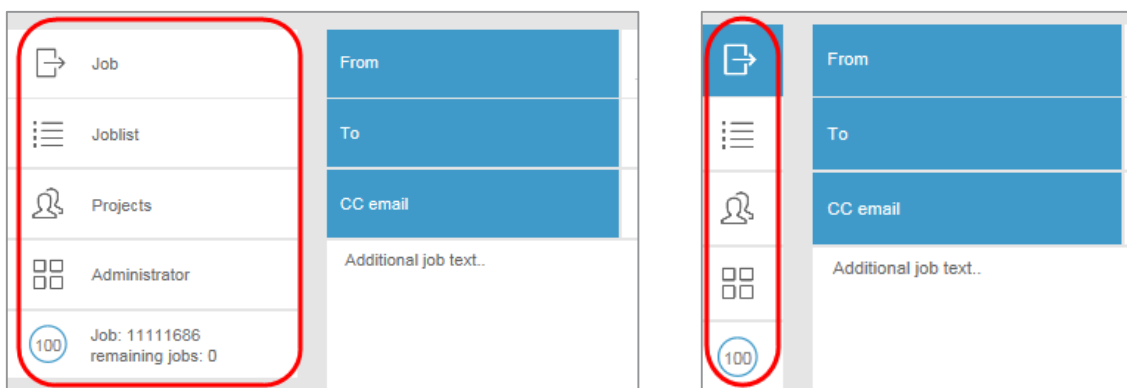 Job
Joblist
Projects
Administrator
100
Job: 11111686
remaining jobs: 0
From
To
CC email
Additional job text..
100
From
To
CC email
Additional job text..